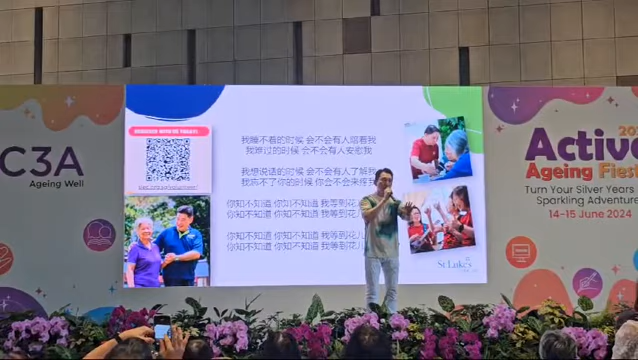 C3A
Ageing Well
我睡不着的时候 会不会有人陪着我
我难过的时候 会不会有人安慰我
我想说话的时候 会不会有人了解我
我忘不了你的时候 你会不会来疼我
你知不知道 你知不知道 我等到花儿
你知不知道 你知不知道 我等到花儿
你知不知道 你知不知道 我等到花儿
你知不知道 你知不知道 我等到花儿
St Luke's
Active
Ageing Fiest
Turn Your Silver Years
Sparkling Adventure
14-15 June 2024